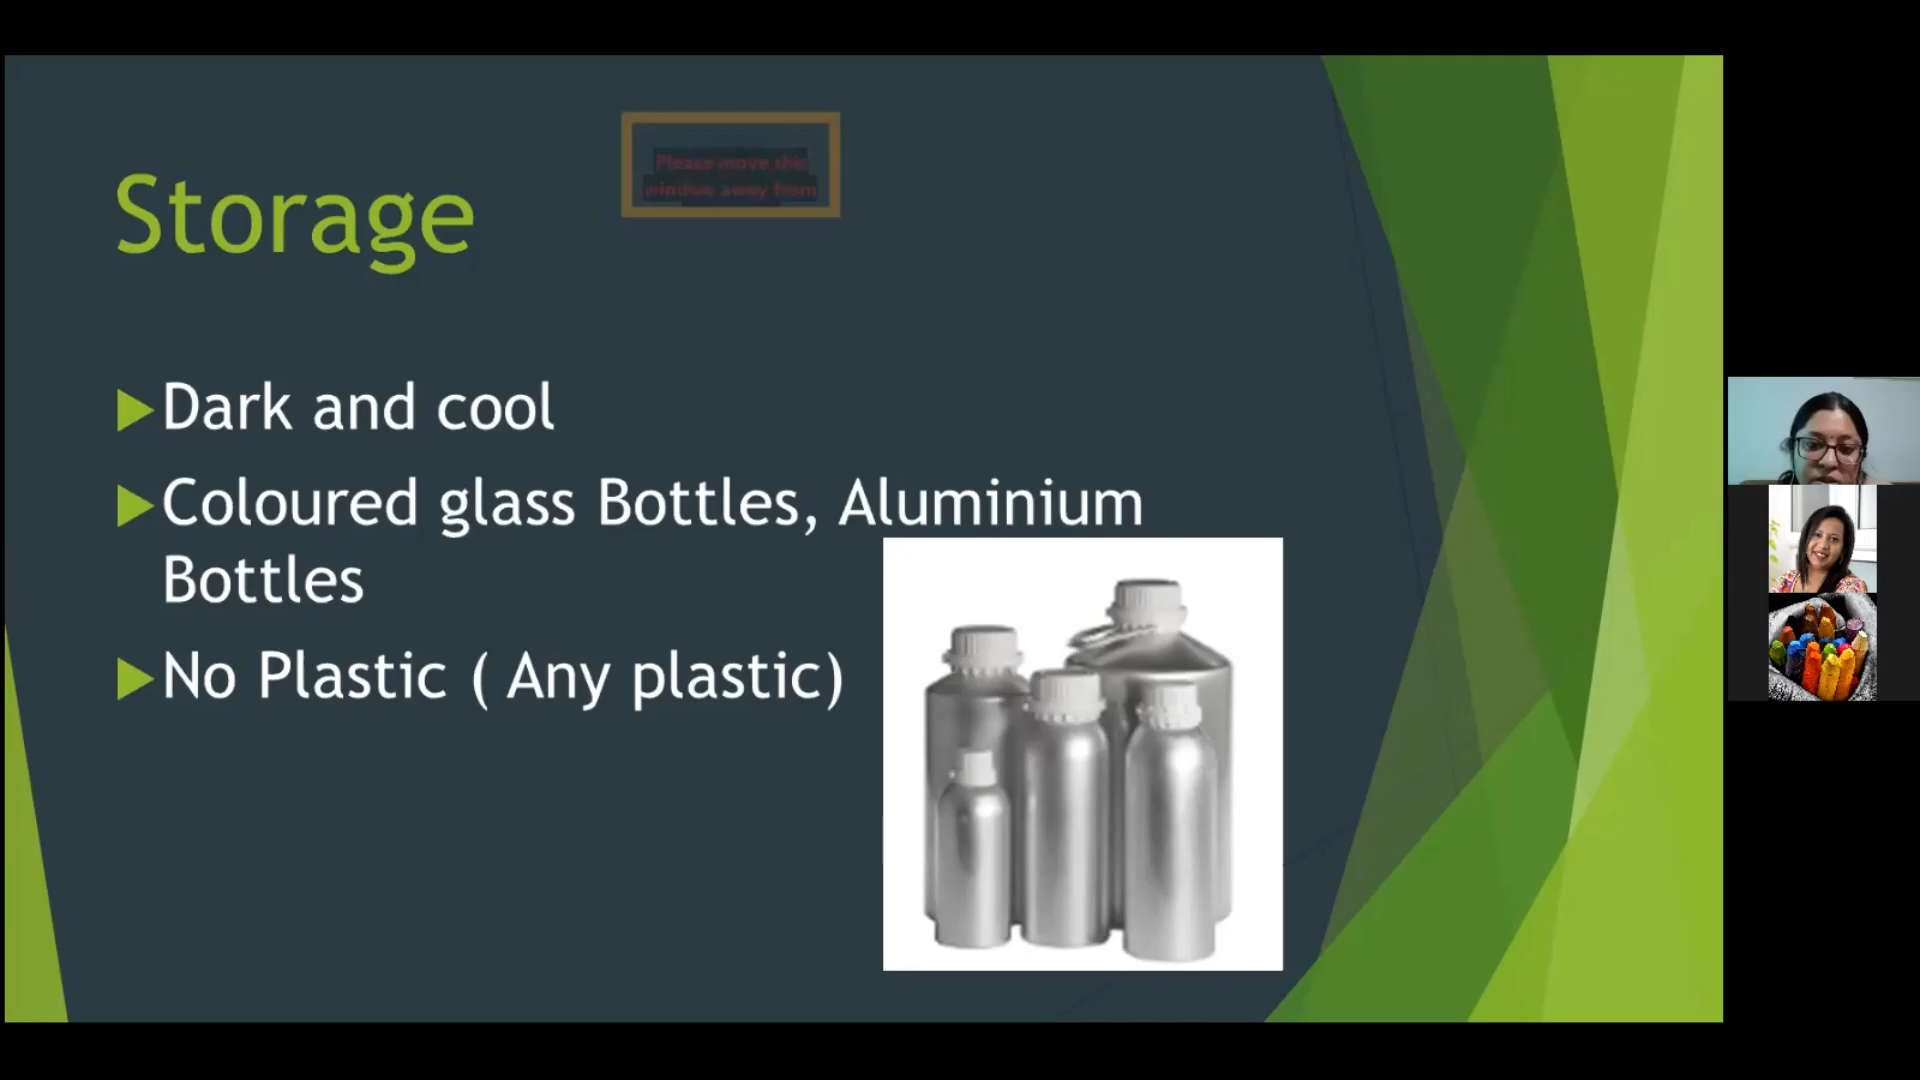 Please move this
window away from
Storage
Dark and cool
Coloured glass Bottles, Aluminium
Bottles
No Plastic ( Any plastic)